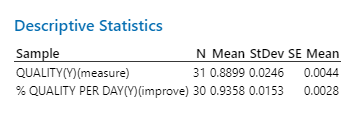 Descriptive Statistics
Sample N Mean StDev SE Mean
QUALITY(Y)(measure) 31 0.8899 0.0246 0.0044
% QUALITY PER DAY(Y)(improve) 30 0.9358 0.0153 0.0028